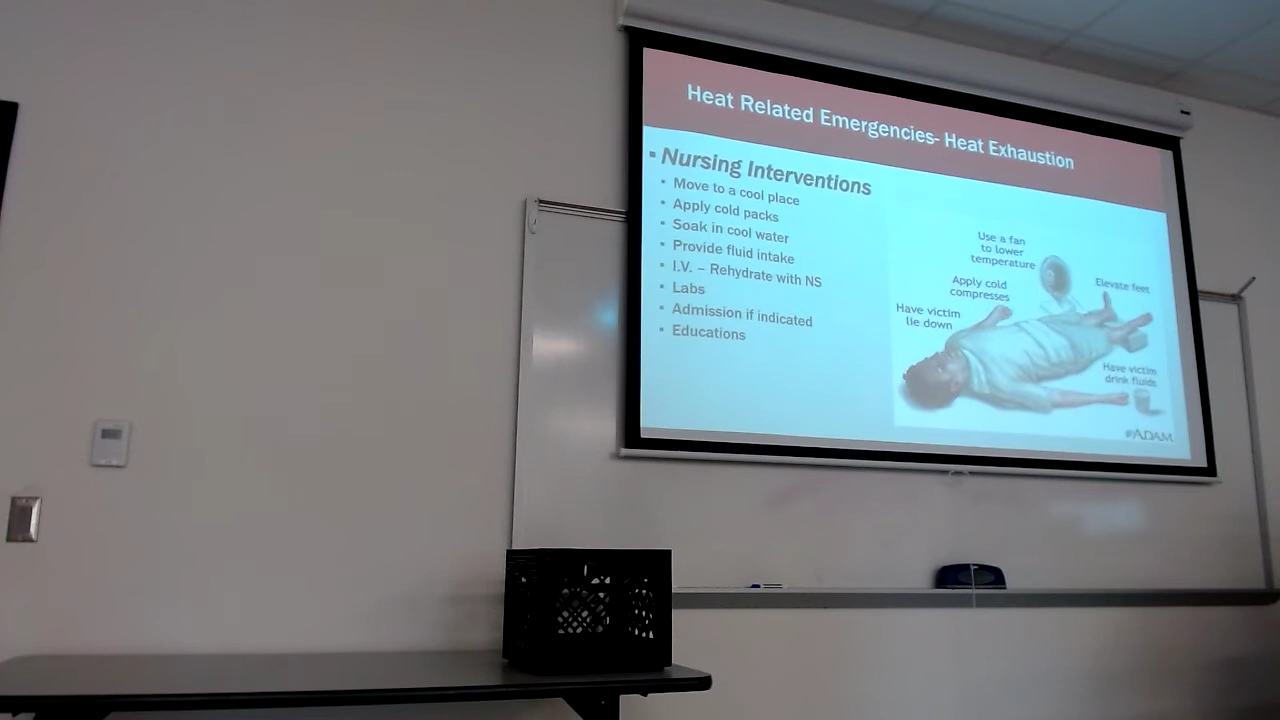 Heat Related Emergencies- Heat Exhaustion
▪ Nursing Interventions
▪ Move to a cool place
▪ Apply cold packs
▪ Soak in cool water
▪ Provide fluid intake
▪ I.V. – Rehydrate with NS
▪ Labs
▪ Admission if indicated
▪ Educations
Use a fan
to lower
temperature
Apply cold
compresses
Elevate feet
Have victim
lie down
Have victim
drink fluids
ADAM